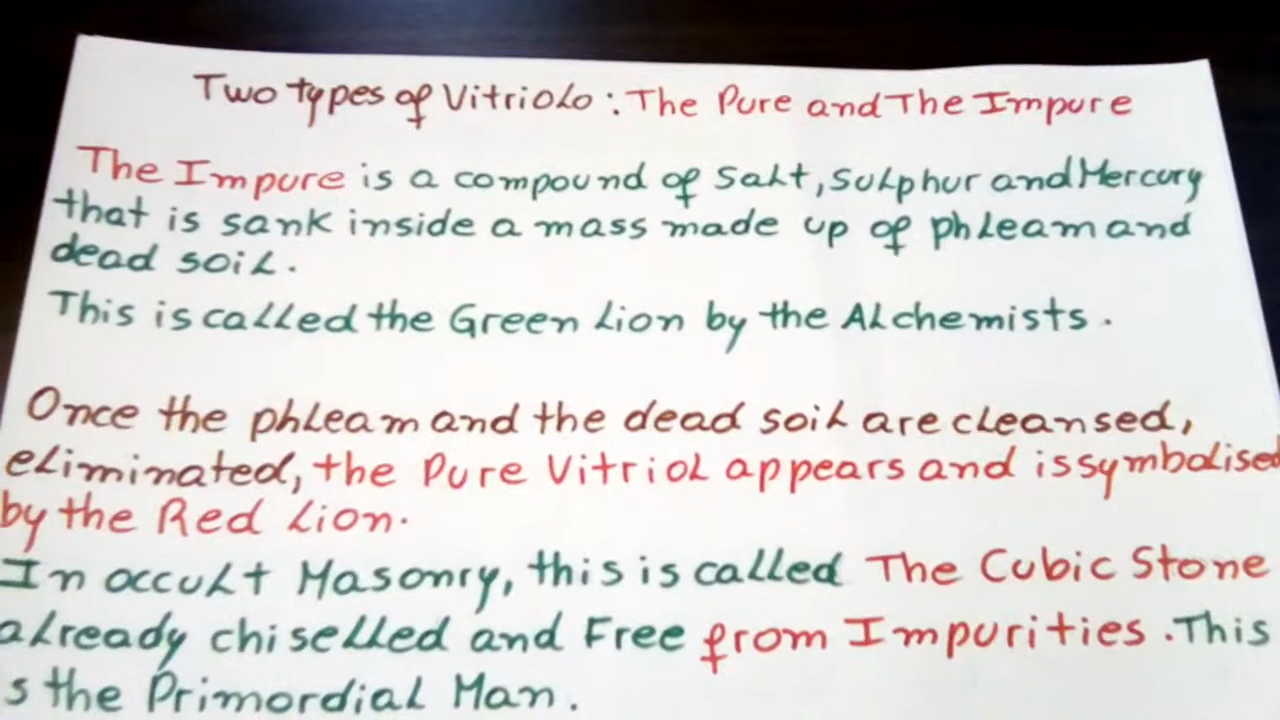 Two types of Vitriolo : The Pure and The Impure
The Impure is a compound of Salt, Sulphur and Mercury
that is sank inside a mass made up of phleam and
dead soil.
This is called the Green Lion by the Alchemists.
Once the phleam and the dead soil are cleansed,
eliminated, the Pure Vitriol appears and is symbolised
by the Red Lion.
In occult Masonry, this is called The Cubic Stone
already chiselled and Free from Impurities. This
s the Primordial Man.